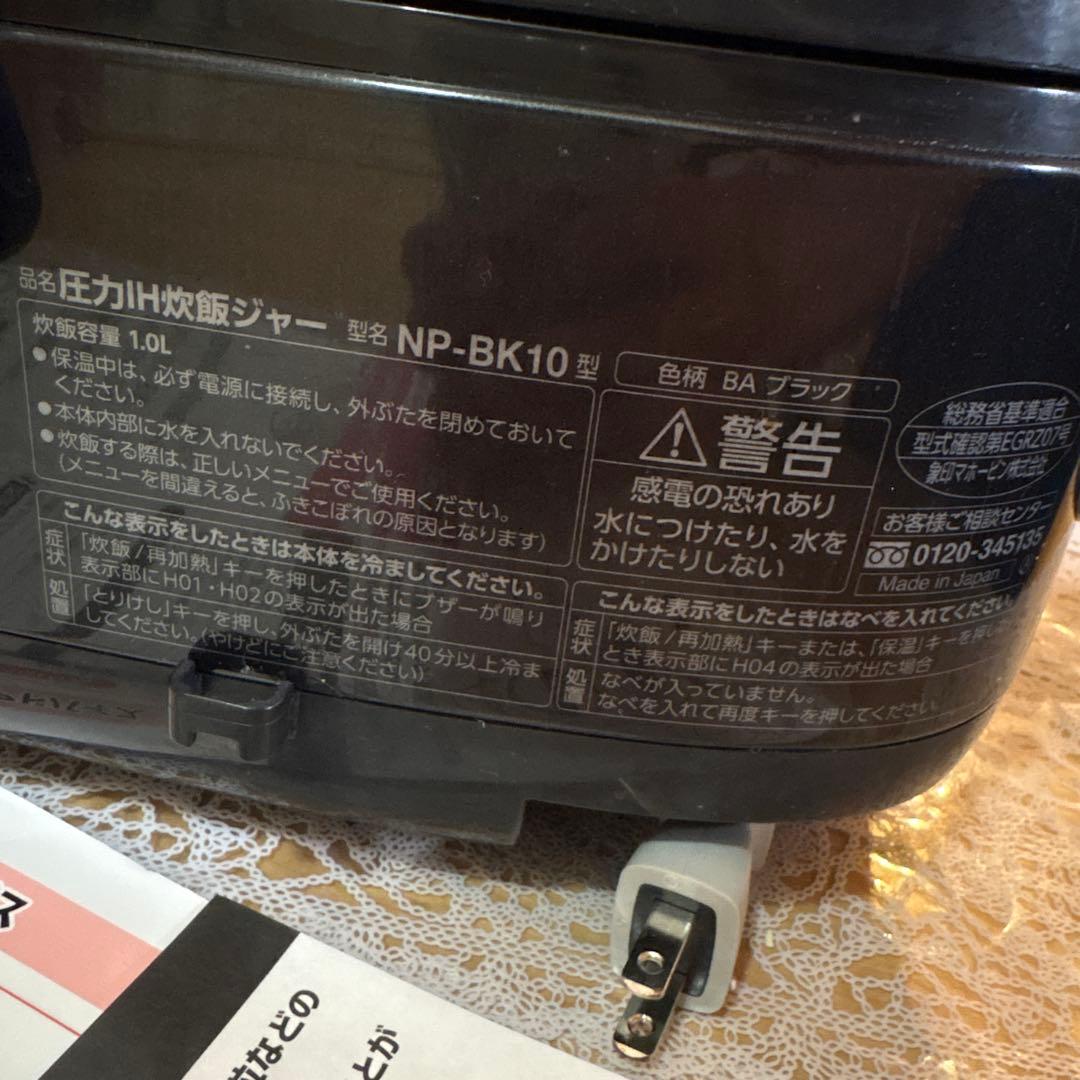 品名 圧力IH炊飯ジャー 型名 NP-BK10型
炊飯容量 1.0L
●保温中は、必ず電源に接続し、外ぶたを閉めておいて
ください。
●本体内部に水を入れないでください。
●炊飯する際は、正しいメニューでご使用ください。
(メニューを間違えると、ふきこぼれの原因となります)
こんな表示をしたときは本体を冷ましてください。
症状
「炊飯/再加熱」キーを押したときにブザーが鳴り
表示部にH01・H02の表示が出た場合
処置
「とりけし」キーを押し、外ぶたを開け40分以上冷ま
してください。(やけどにご注意ください)
色柄 BA ブラック
警告
感電の恐れあり
水につけたり、水を
かけたりしない
総務省基準適合
型式確認第EGRZ07号
象印マホービン株式会社
お客様ご相談センター
0120-345135
Made in Japan
こんな表示をしたときはなべを入れてください。
症状
「炊飯/再加熱」キーまたは、「保温」キーを押し
とき表示部にH04の表示が出た場合
処置
なべが入っていません。
なべを入れて再度キーを押してください。
ス
などの
とが